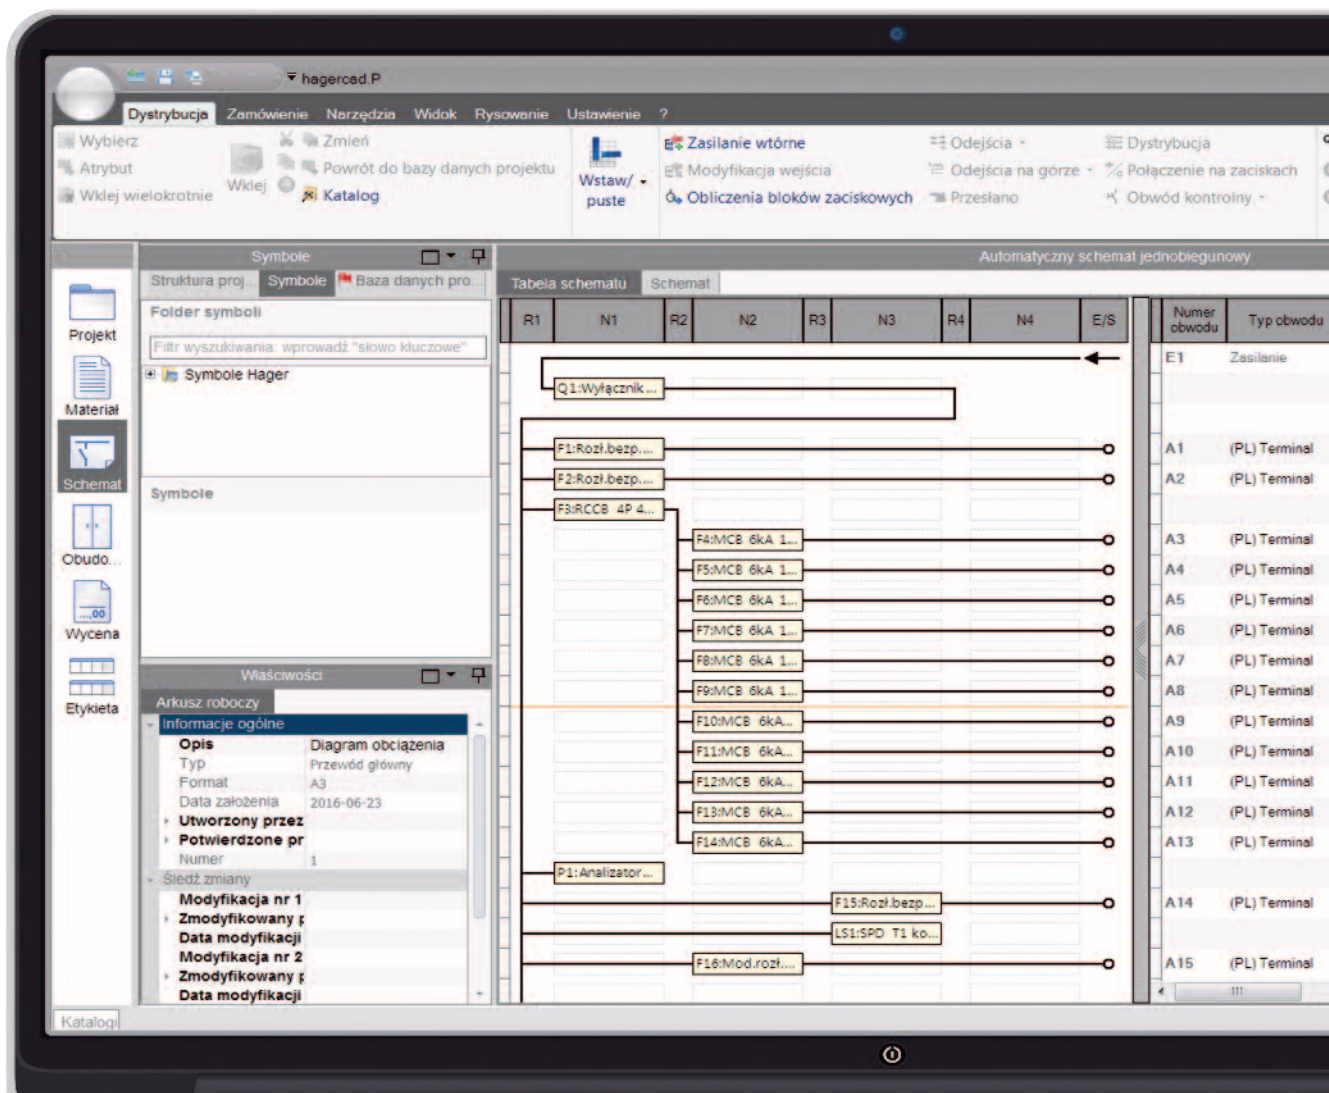 hagercad.P
Dystrybucja Zamówienie Narzędzia Widok Rysowanie Ustawienie ?
Wybierz
Atrybut
Wklej wielokrotnie
Wklej
Zmień
Powrót do bazy danych projektu
Katalog
Wstaw/
puste
Zasilanie wtórne
Modyfikacja wejścia
Obliczenia bloków zaciskowych
Odejścia
Odejścia na górze
Przesłano
Dystrybucja
Połączenie na zaciskach
Obwód kontrolny
Projekt
Materiał
Schemat
Obudo...
...,00
Wycena
Etykieta
Symbole
Struktura proj... Symbole Baza danych pro...
Folder symboli
Filtr wyszukiwania: wprowadź "słowo kluczowe"
Symbole Hager
Symbole
Właściwości
Arkusz roboczy
Informacje ogólne
Opis Diagram obciążenia
Typ Przewód główny
Format A3
Data założenia 2016-06-23
Utworzony przez
Potwierdzone pr
Numer 1
Śledź zmiany
Modyfikacja nr 1
Zmodyfikowany p
Data modyfikacji
Modyfikacja nr 2
Zmodyfikowany p
Data modyfikacji
Automatyczny schemat jednobiegunowy
Tabela schematu Schemat
R1 N1 R2 N2 R3 N3 R4 N4 E/S
Numer
obwodu
Typ obwodu
E1 Zasilanie
Q1:Wyłącznik...
F1:Rozł.bezp.... A1 (PL) Terminal
F2:Rozł.bezp.... A2 (PL) Terminal
F3:RCCB 4P 4...
F4:MCB 6kA 1... A3 (PL) Terminal
F5:MCB 6kA 1... A4 (PL) Terminal
F6:MCB 6kA 1... A5 (PL) Terminal
F7:MCB 6kA 1... A6 (PL) Terminal
F8:MCB 6kA 1... A7 (PL) Terminal
F9:MCB 6kA 1... A8 (PL) Terminal
F10:MCB 6kA... A9 (PL) Terminal
F11:MCB 6kA... A10 (PL) Terminal
F12:MCB 6kA... A11 (PL) Terminal
F13:MCB 6kA... A12 (PL) Terminal
F14:MCB 6kA... A13 (PL) Terminal
P1:Analizator...
F15:Rozł.bezp... A14 (PL) Terminal
LS1:SPD T1 ko...
F16:Mod.rozł.... A15 (PL) Terminal
Katalogi